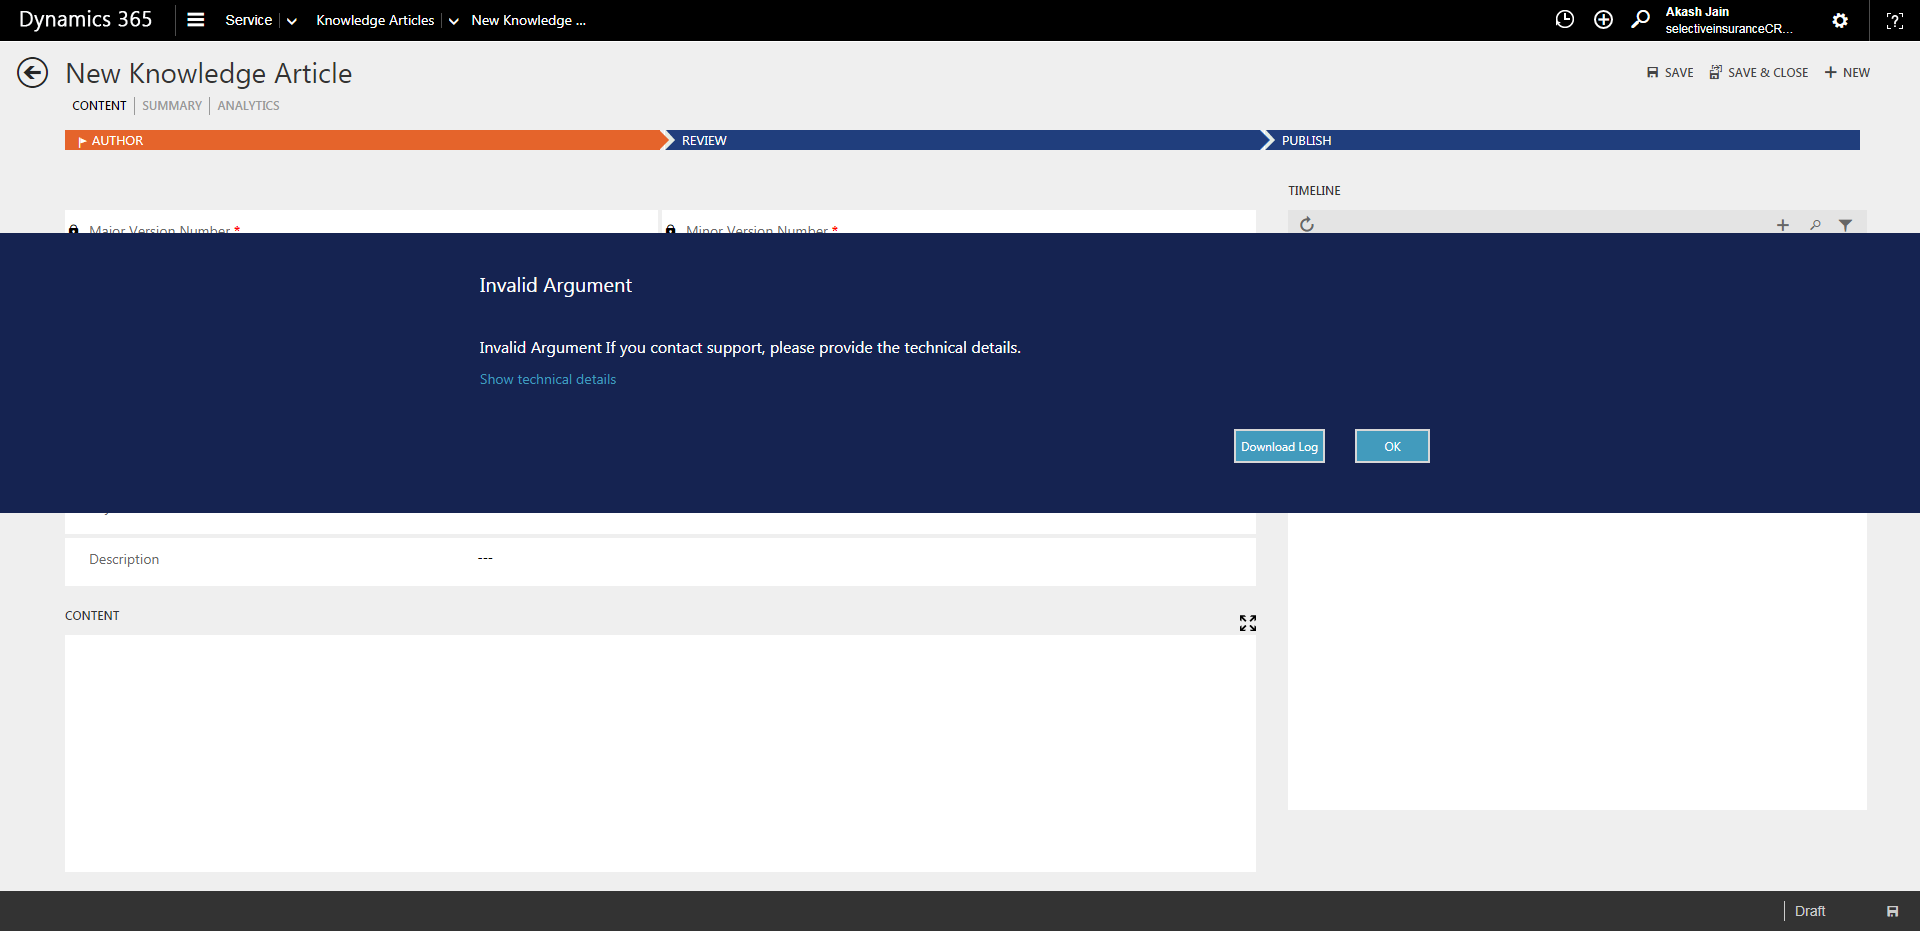 Dynamics 365 Service Knowledge Articles New Knowledge ... Akash Jain
selectiveinsuranceCR...
New Knowledge Article SAVE SAVE & CLOSE NEW
CONTENT SUMMARY ANALYTICS
AUTHOR REVIEW PUBLISH
TIMELINE
Major Version Number * Minor Version Number *
Invalid Argument
Invalid Argument If you contact support, please provide the technical details.
Show technical details
Download Log OK
Description ---
CONTENT
Draft